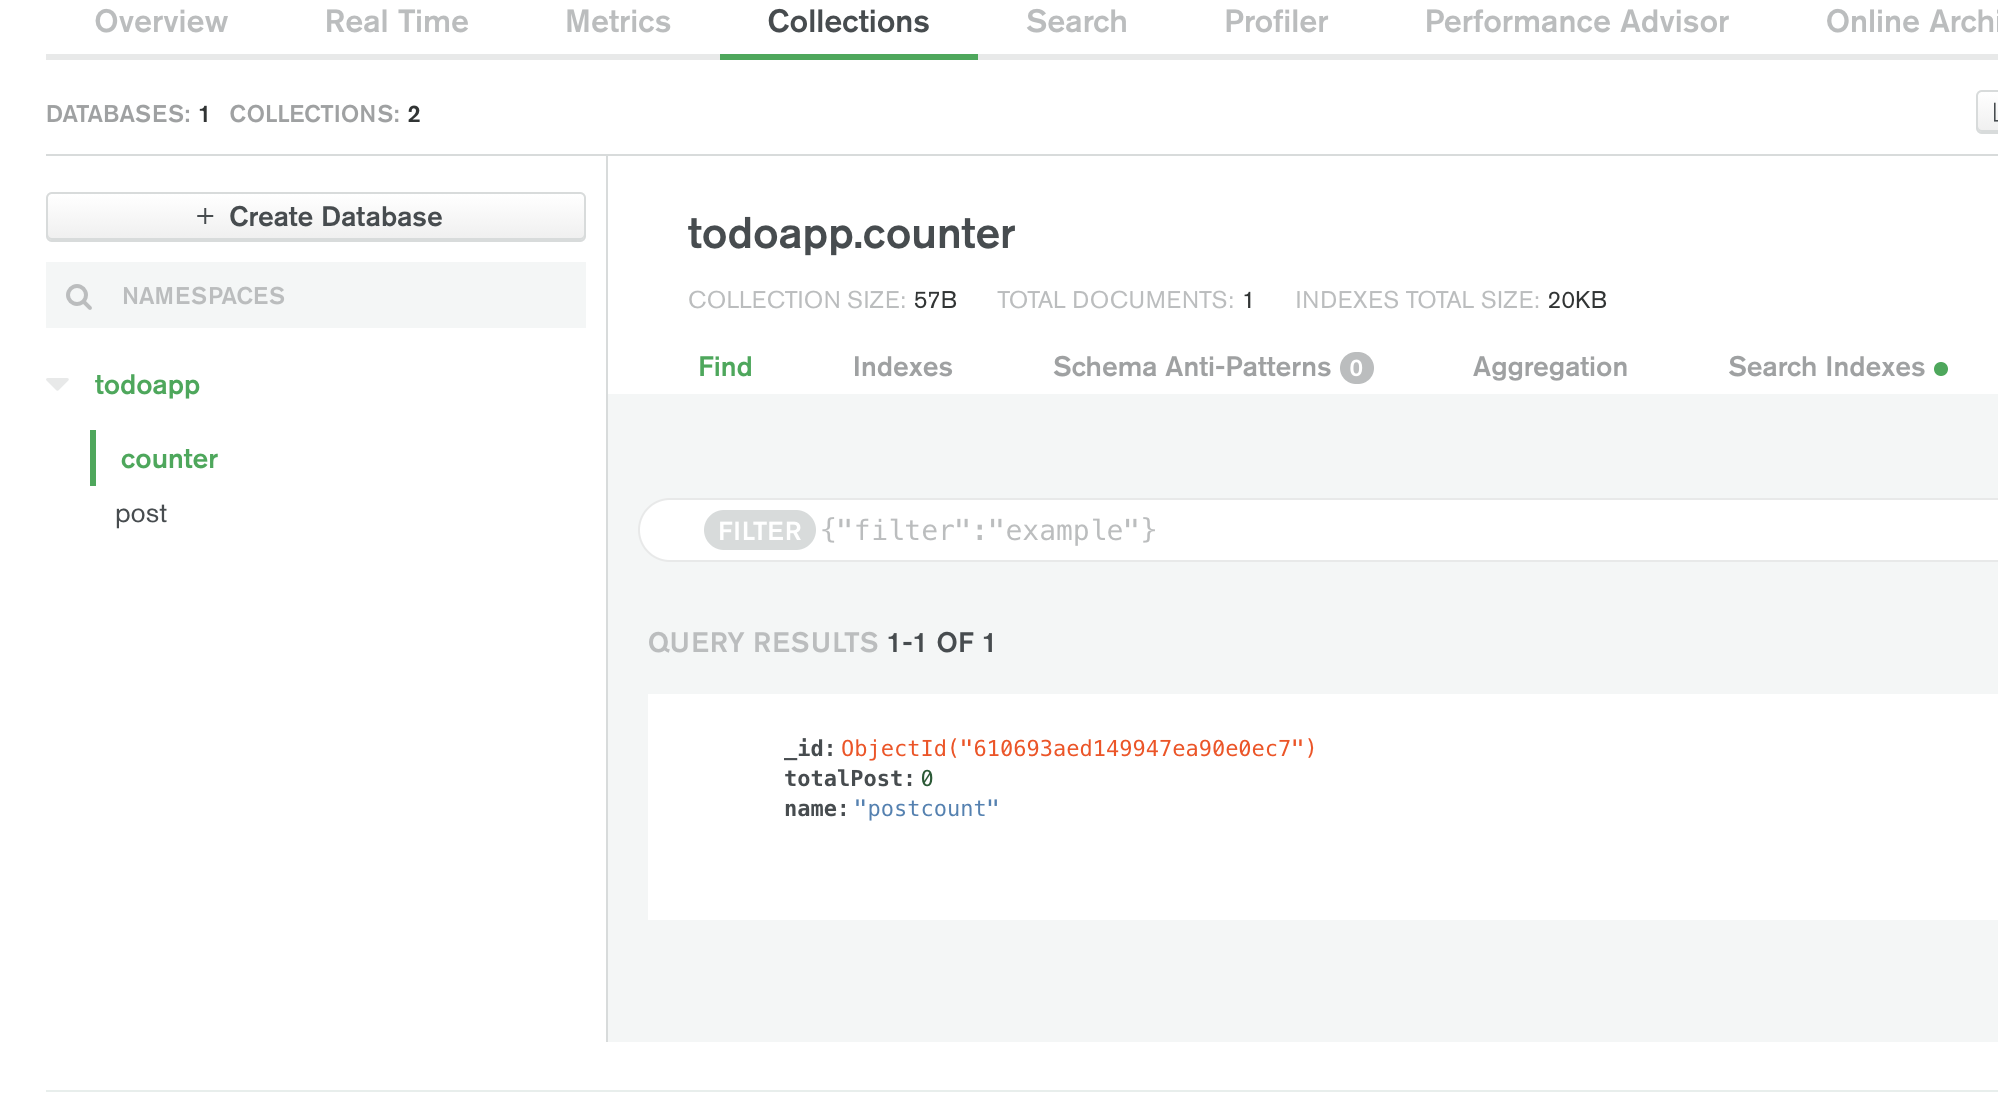 Overview Real Time Metrics Collections Search Profiler Performance Advisor Online Archi
DATABASES: 1 COLLECTIONS: 2
+ Create Database
NAMESPACES
todoapp
counter
post
todoapp.counter
COLLECTION SIZE: 57B TOTAL DOCUMENTS: 1 INDEXES TOTAL SIZE: 20KB
Find Indexes Schema Anti-Patterns 0 Aggregation Search Indexes
FILTER {"filter":"example"}
QUERY RESULTS 1-1 OF 1
_id: ObjectId("610693aed149947ea90e0ec7")
totalPost: 0
name: "postcount"